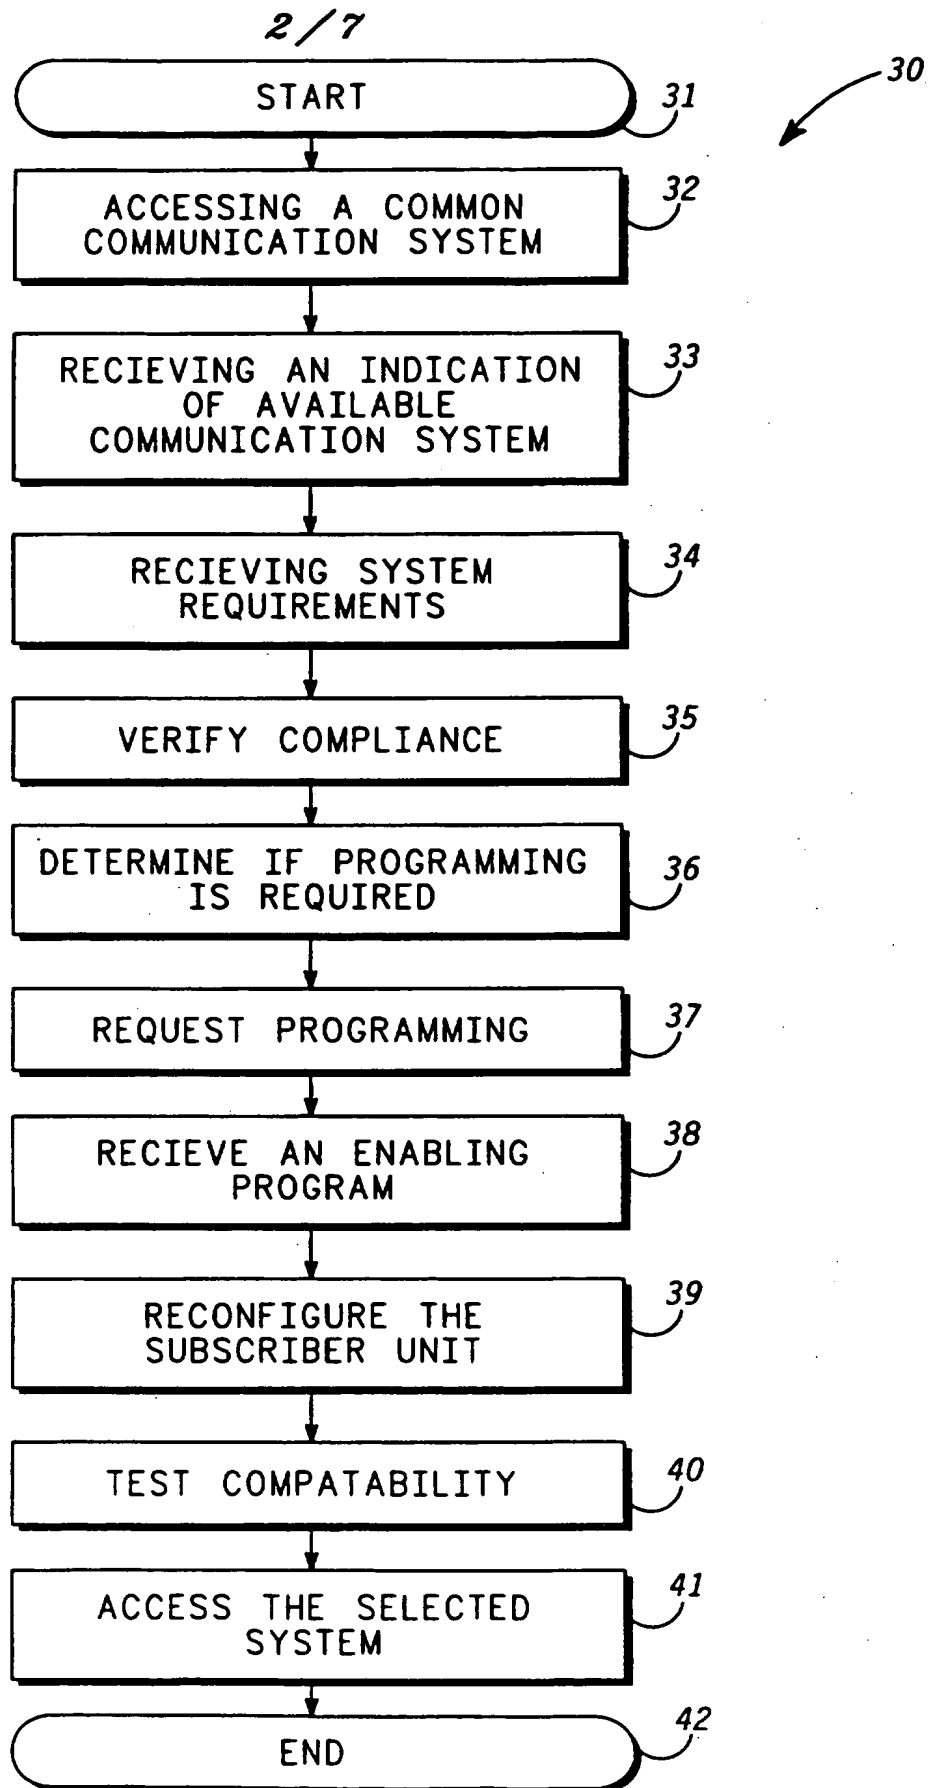 2/7
START
31
30
ACCESSING A COMMON
COMMUNICATION SYSTEM
32
RECIEVING AN INDICATION
OF AVAILABLE
COMMUNICATION SYSTEM
33
RECIEVING SYSTEM
REQUIREMENTS
34
VERIFY COMPLIANCE
35
DETERMINE IF PROGRAMMING
IS REQUIRED
36
REQUEST PROGRAMMING
37
RECIEVE AN ENABLING
PROGRAM
38
RECONFIGURE THE
SUBSCRIBER UNIT
39
TEST COMPATABILITY
40
ACCESS THE SELECTED
SYSTEM
41
END
42